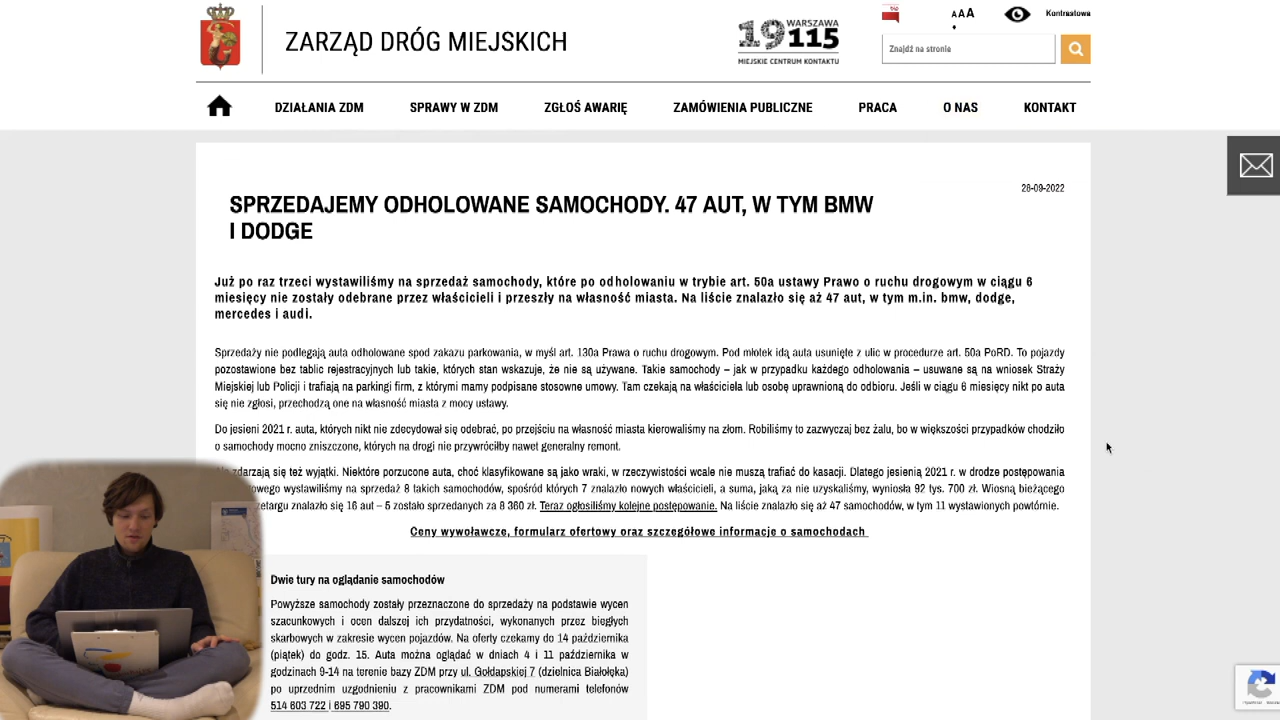 ZARZĄD DRÓG MIEJSKICH
WARSZAWA
19115
MIEJSKIE CENTRUM KONTAKTU
bip
A A A
Kontrastowa
Znajdź na stronie
DZIAŁANIA ZDM SPRAWY W ZDM ZGŁOŚ AWARIĘ ZAMÓWIENIA PUBLICZNE PRACA O NAS KONTAKT
28-09-2022
SPRZEDAJEMY ODHOLOWANE SAMOCHODY. 47 AUT, W TYM BMW
I DODGE
Już po raz trzeci wystawiliśmy na sprzedaż samochody, które po odholowaniu w trybie art. 50a ustawy Prawo o ruchu drogowym w ciągu 6
miesięcy nie zostały odebrane przez właścicieli i przeszły na własność miasta. Na liście znalazło się aż 47 aut, w tym m.in. bmw, dodge,
mercedes i audi.
Sprzedaży nie podlegają auta odholowane spod zakazu parkowania, w myśl art. 130a Prawa o ruchu drogowym. Pod młotek idą auta usunięte z ulic w procedurze art. 50a PoRD. To pojazdy
pozostawione bez tablic rejestracyjnych lub takie, których stan wskazuje, że nie są używane. Takie samochody – jak w przypadku każdego odholowania – usuwane są na wniosek Straży
Miejskiej lub Policji i trafiają na parkingi firm, z którymi mamy podpisane stosowne umowy. Tam czekają na właściciela lub osobę uprawnioną do odbioru. Jeśli w ciągu 6 miesięcy nikt po auta
się nie zgłosi, przechodzą one na własność miasta z mocy ustawy.
Do jesieni 2021 r. auta, których nikt nie zdecydował się odebrać, po przejściu na własność miasta kierowaliśmy na złom. Robiliśmy to zazwyczaj bez żalu, bo w większości przypadków chodziło
o samochody mocno zniszczone, których na drogi nie przywróciłby nawet generalny remont.
zdarzają się też wyjątki. Niektóre porzucone auta, choć klasyfikowane są jako wraki, w rzeczywistości wcale nie muszą trafiać do kasacji. Dlatego jesienią 2021 r. w drodze postępowania
owego wystawiliśmy na sprzedaż 8 takich samochodów, spośród których 7 znalazło nowych właścicieli, a suma, jaką za nie uzyskaliśmy, wyniosła 92 tys. 700 zł. Wiosną bieżącego
zetargu znalazło się 16 aut – 5 zostało sprzedanych za 8 360 zł. Teraz ogłosiliśmy kolejne postępowanie. Na liście znalazło się 47 samochodów, w tym 11 wystawionych powtórnie.
Ceny wywoławcze, formularz ofertowy oraz szczegółowe informacje o samochodach
Dwie tury na oglądanie samochodów
Powyższe samochody zostały przeznaczone do sprzedaży na podstawie wycen
szacunkowych i ocen dalszej ich przydatności, wykonanych przez biegłych
skarbowych w zakresie wycen pojazdów. Na oferty czekamy do 14 października
(piątek) do godz. 15. Auta można oglądać w dniach 4 i 11 października w
godzinach 9-14 na terenie bazy ZDM przy ul. Gołdapskiej 7 (dzielnica Białołęka)
po uprzednim uzgodnieniu z pracownikami ZDM pod numerami telefonów
514 603 722 i 695 790 390.